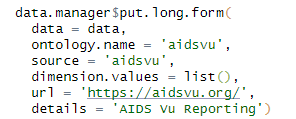 data.manager$put.long.form(
  data = data,
  ontology.name = 'aidsvu',
  source = 'aidsvu',
  dimension.values = list(),
  url = 'https://aidsvu.org/',
  details = 'AIDS Vu Reporting')